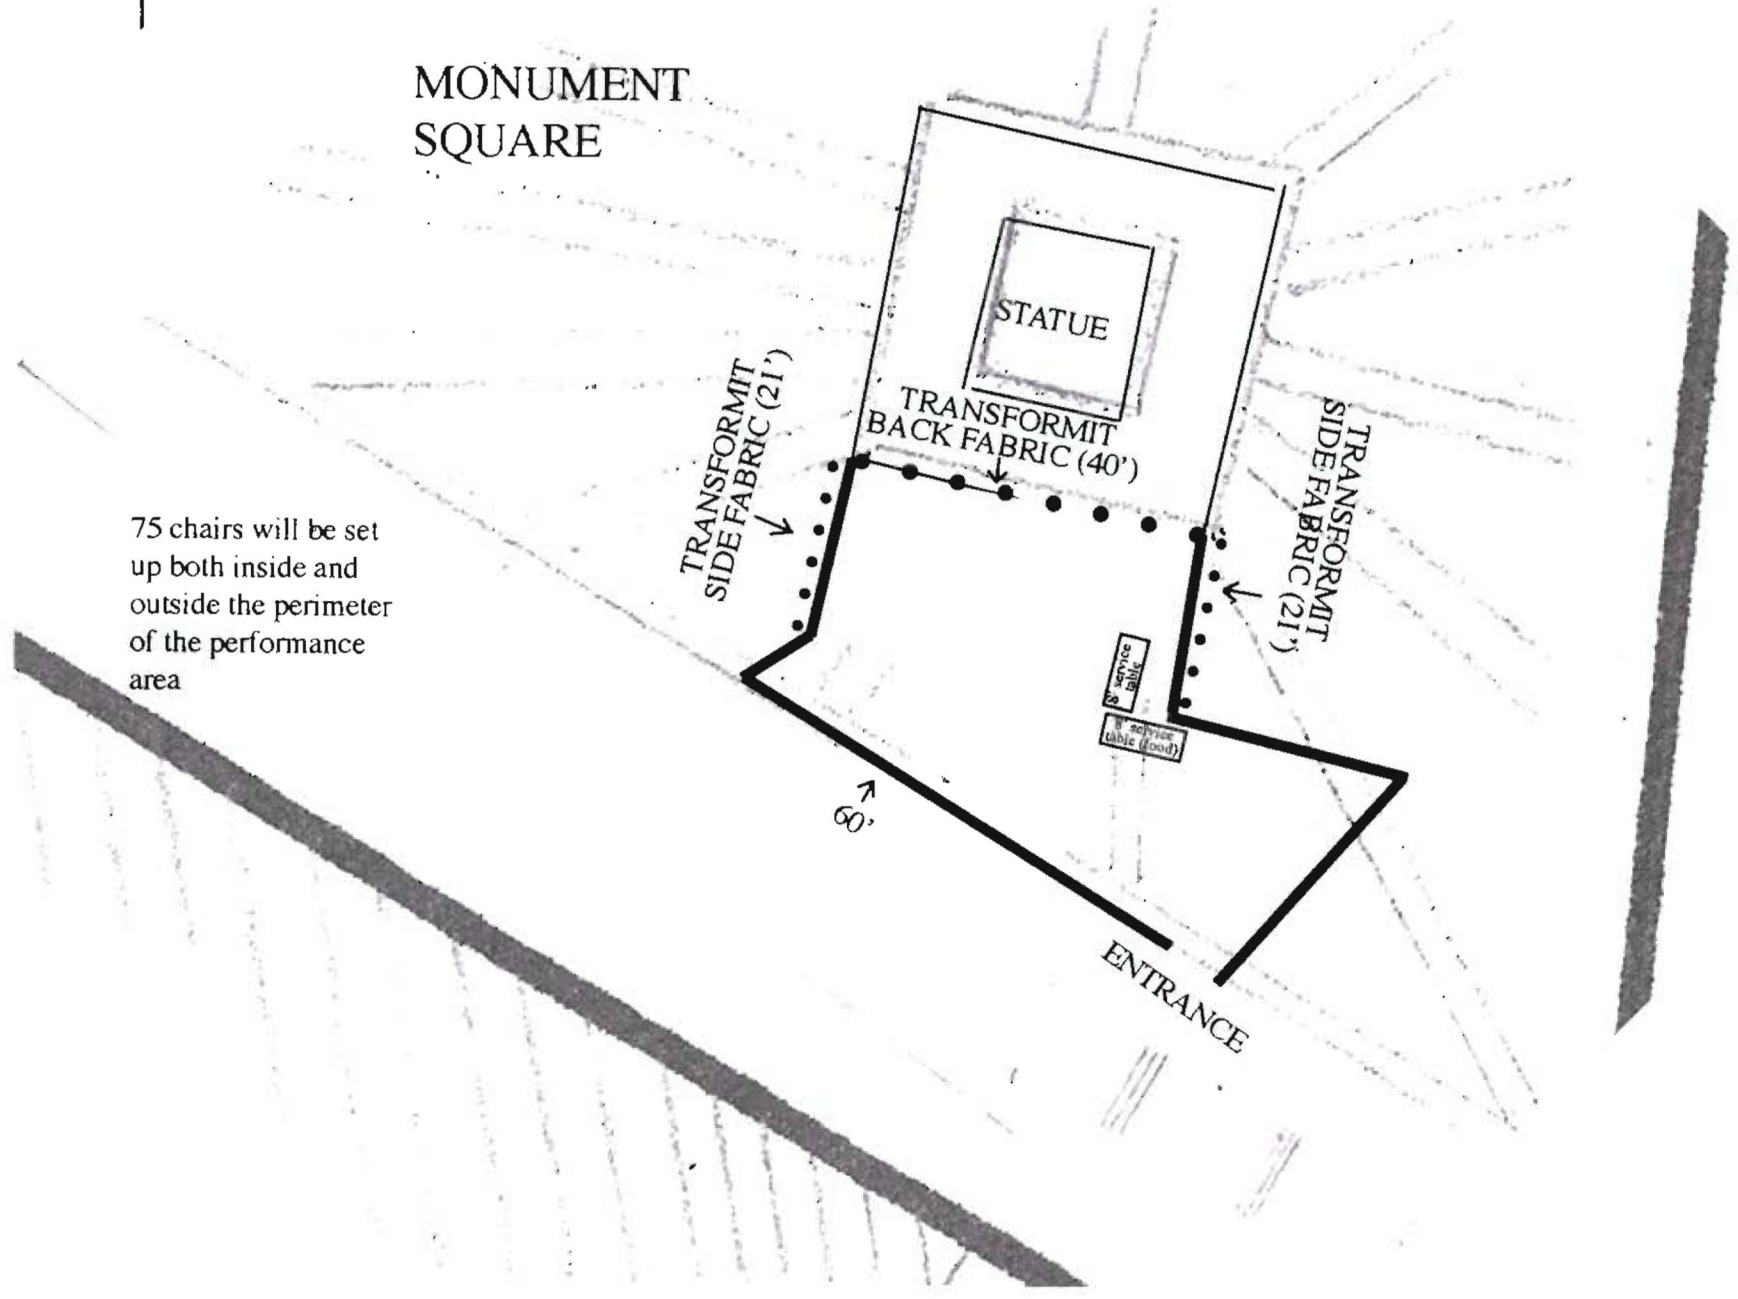 MONUMENT
SQUARE
STATUE
TRANSFORMIT
BACK FABRIC (40’)
TRANSFORMIT
SIDE FABRIC (21’)
TRANSFORMIT
SIDE FABRIC (21’)
75 chairs will be set
up both inside and
outside the perimeter
of the performance
area
8' service
table
8' service
table (food)
60’
ENTRANCE